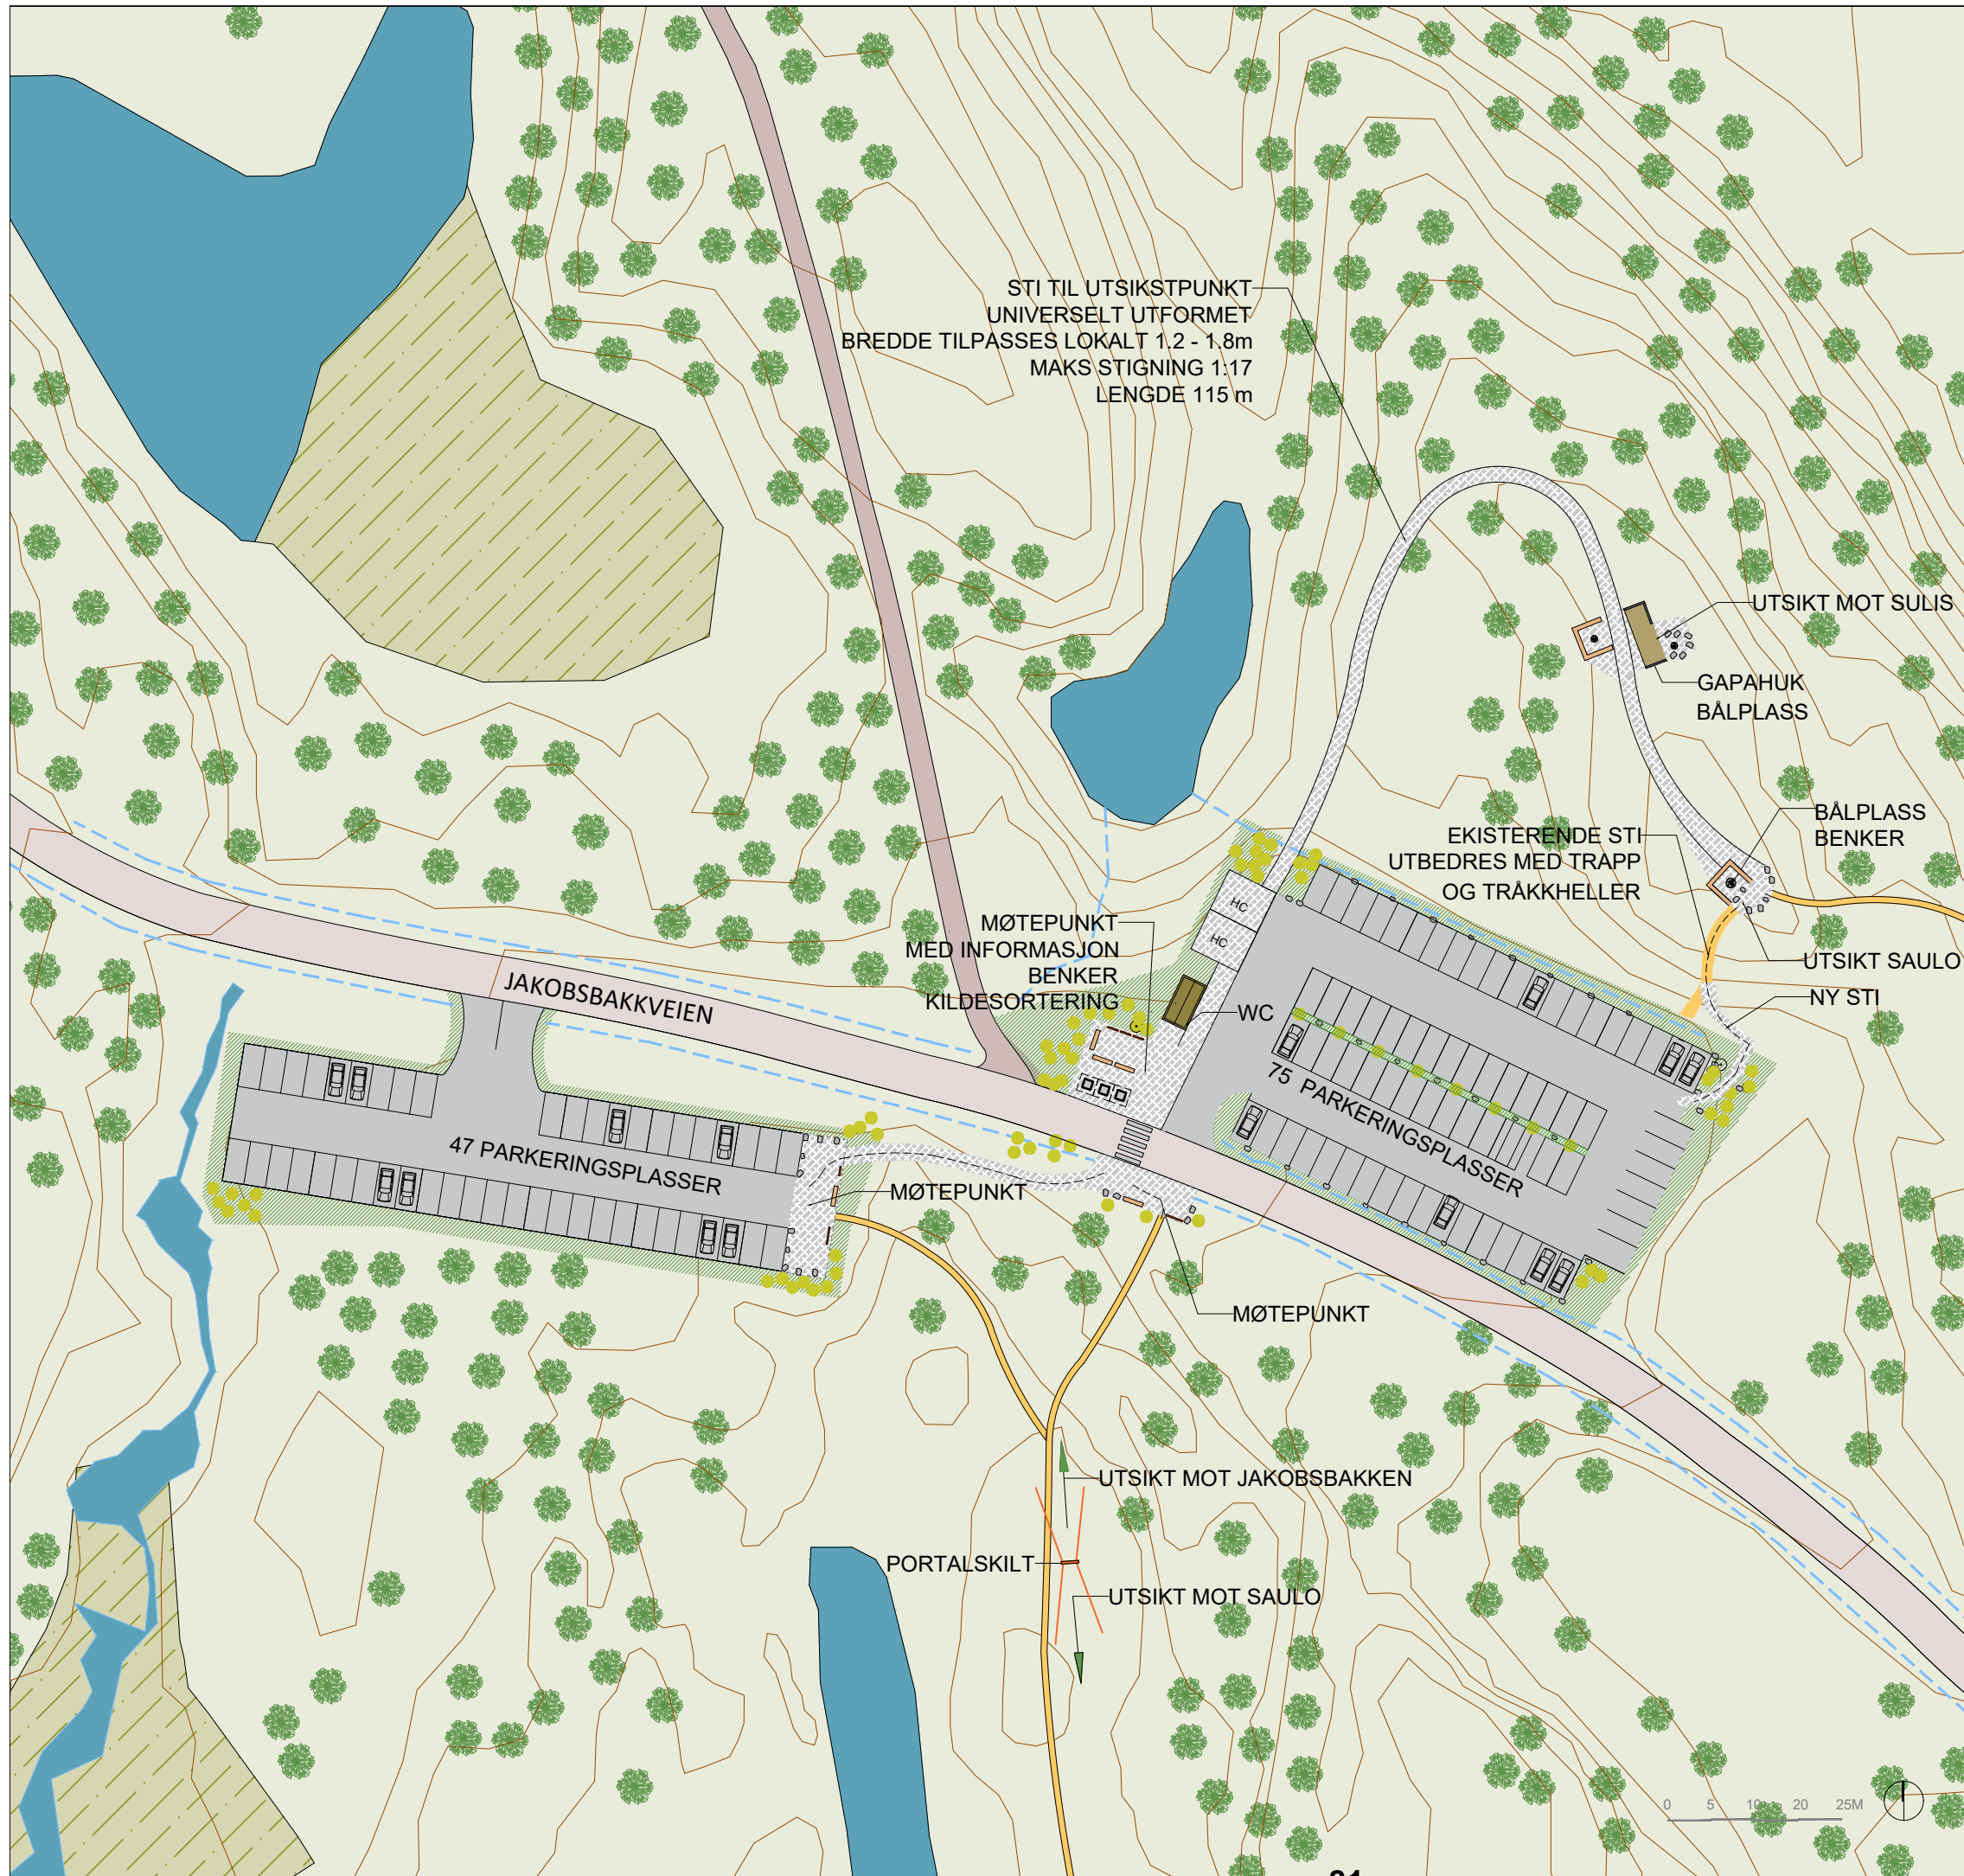 STI TIL UTSIKSTPUNKT
UNIVERSELT UTFORMET
BREDDE TILPASSES LOKALT 1.2 - 1.8m
MAKS STIGNING 1:17
LENGDE 115 m
UTSIKT MOT SULIS
GAPAHUK
BÅLPLASS
BÅLPLASS
BENKER
EKISTERENDE STI
UTBEDRES MED TRAPP
OG TRÅKKHELLER
UTSIKT SAULO
NY STI
HC
HC
MØTEPUNKT
MED INFORMASJON
BENKER
KILDESORTERING
WC
JAKOBSBAKKVEIEN
75 PARKERINGSPLASSER
47 PARKERINGSPLASSER
MØTEPUNKT
MØTEPUNKT
UTSIKT MOT JAKOBSBAKKEN
PORTALSKILT
UTSIKT MOT SAULO
0 5 10 20 25M